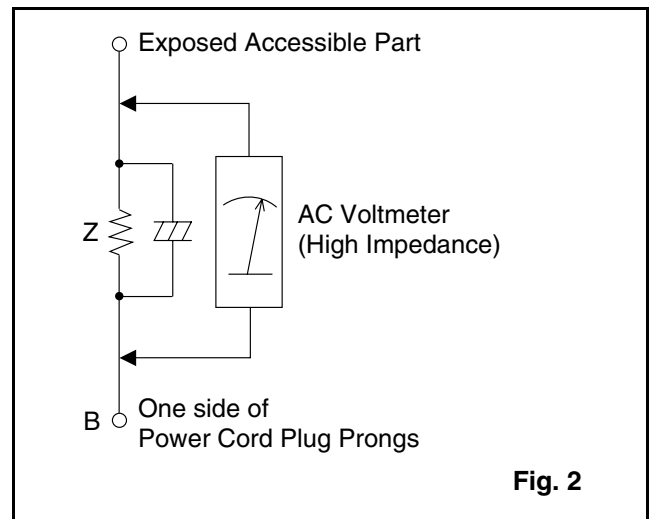 Exposed Accessible Part
AC Voltmeter
(High Impedance)
Z
B
One side of
Power Cord Plug Prongs
Fig. 2